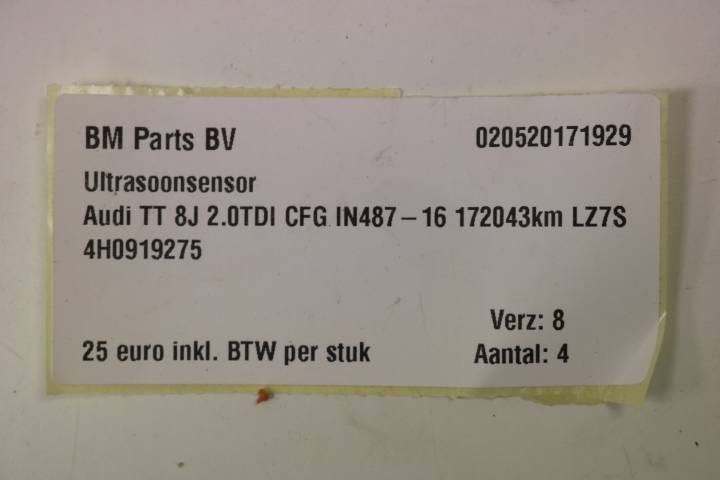 BM Parts BV 020520171929
Ultrasoonsensor
Audi TT 8J 2.0TDI CFG IN487-16 172043km LZ7S
4H0919275
Verz: 8
25 euro inkl. BTW per stuk Aantal: 4